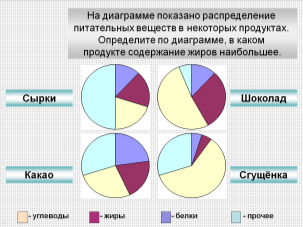 На диаграмме показано распределение
питательных веществ в некоторых продуктах.
Определите по диаграмме, в каком
продукте содержание жиров наибольшее.
Сырки
Шоколад
Какао
Сгущёнка
- углеводы - жиры - белки - прочее